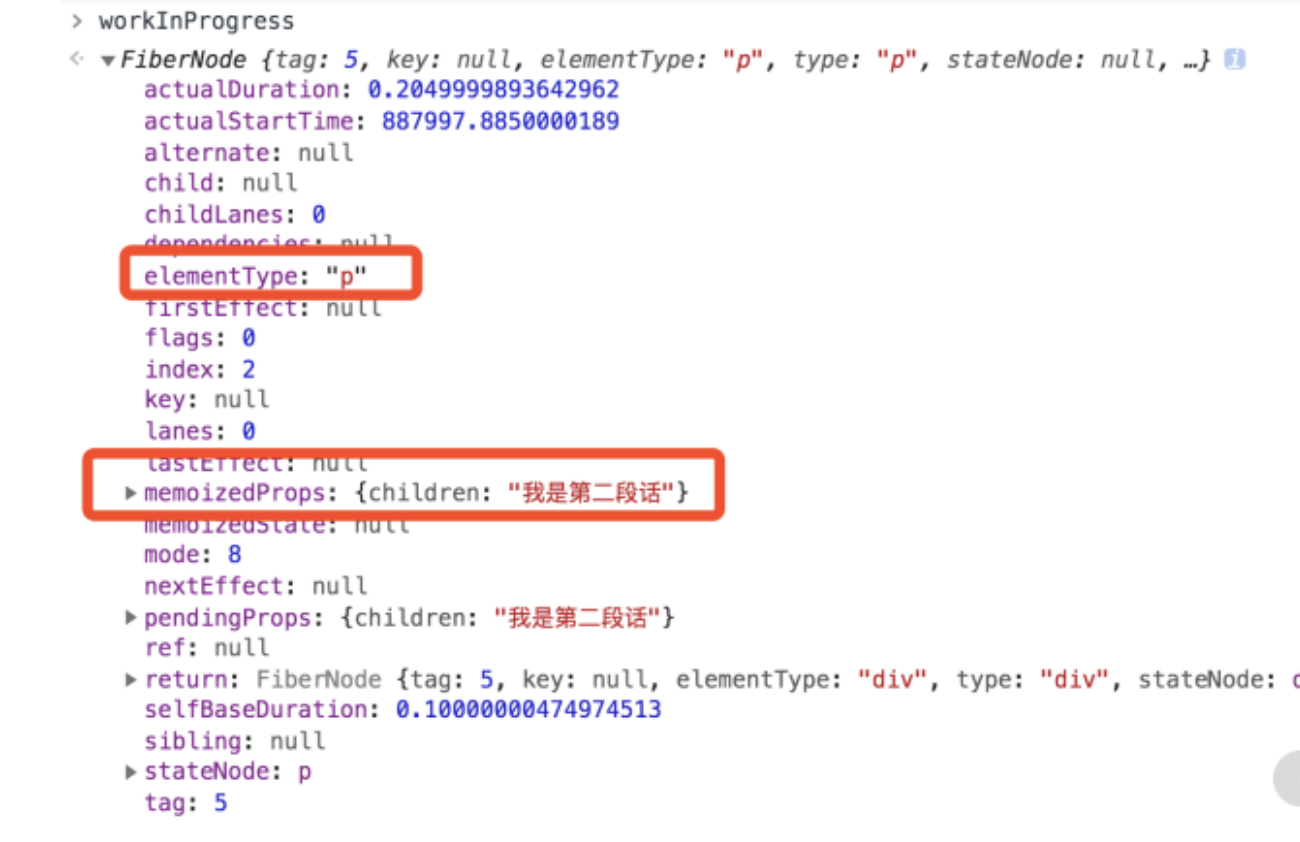 > workInProgress
FiberNode {tag: 5, key: null, elementType: "p", type: "p", stateNode: null, …} i
actualDuration: 0.2049999893642962
actualStartTime: 887997.8850000189
alternate: null
child: null
childLanes: 0
dependencies: null
elementType: "p"
firstEffect: null
flags: 0
index: 2
key: null
lanes: 0
lastEffect: null
memoizedProps: {children: "我是第二段话"}
memoizedState: null
mode: 8
nextEffect: null
pendingProps: {children: "我是第二段话"}
ref: null
return: FiberNode {tag: 5, key: null, elementType: "div", type: "div", stateNode:
selfBaseDuration: 0.10000000474974513
sibling: null
stateNode: p
tag: 5